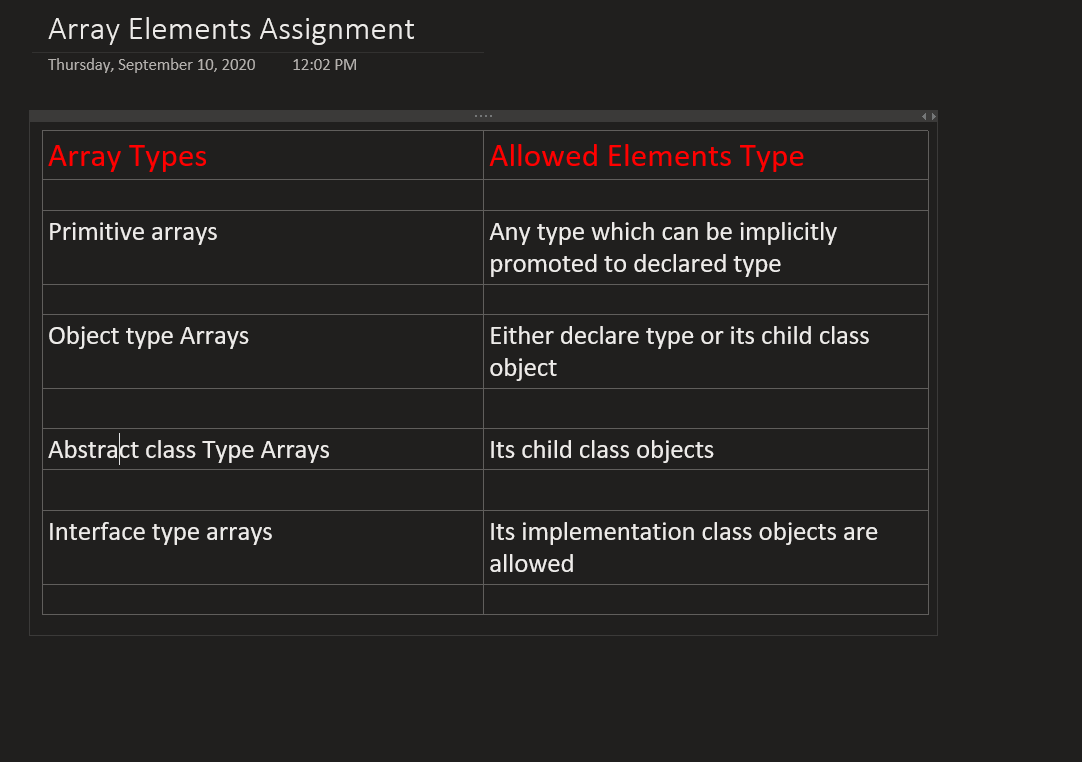 Array Elements Assignment
Thursday, September 10, 2020 12:02 PM
Array Types Allowed Elements Type
Primitive arrays Any type which can be implicitly
promoted to declared type
Object type Arrays Either declare type or its child class
object
Abstract class Type Arrays Its child class objects
Interface type arrays Its implementation class objects are
allowed